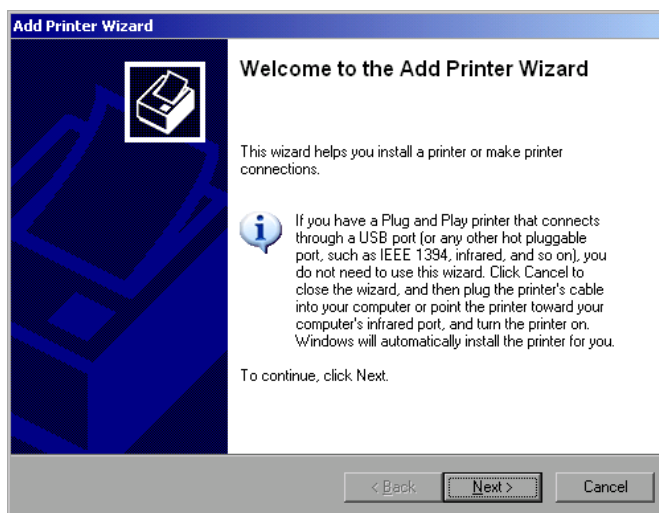 Add Printer Wizard
Welcome to the Add Printer Wizard
This wizard helps you install a printer or make printer
connections.
If you have a Plug and Play printer that connects
through a USB port (or any other hot pluggable
port, such as IEEE 1394, infrared, and so on), you
do not need to use this wizard. Click Cancel to
close the wizard, and then plug the printer's cable
into your computer or point the printer toward your
computer's infrared port, and turn the printer on.
Windows will automatically install the printer for you.
To continue, click Next.
< Back Next > Cancel